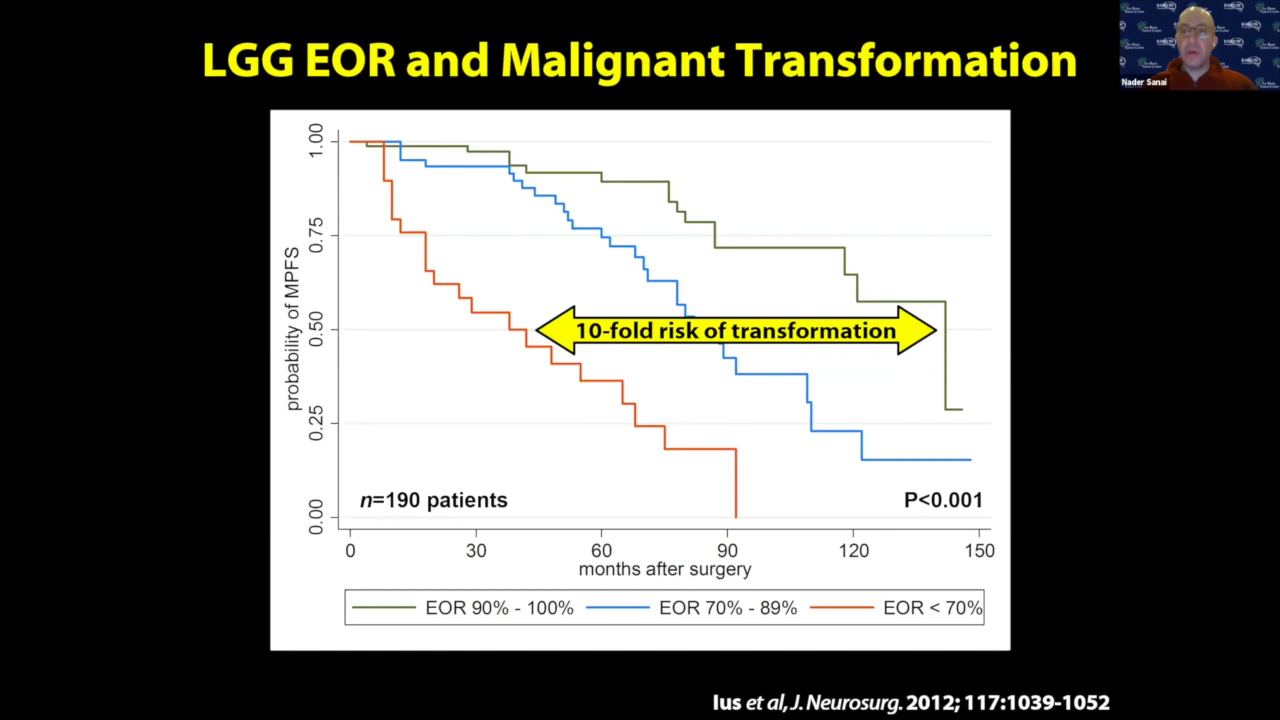 LGG EOR and Malignant Transformation
Nader Sanai
probability of MPFS
1.00
0.75
0.50
0.25
0.00
10-fold risk of transformation
n=190 patients
P<0.001
0 30 60 90 120 150
months after surgery
EOR 90% - 100% EOR 70% - 89% EOR < 70%
Ius et al, J. Neurosurg. 2012; 117:1039-1052